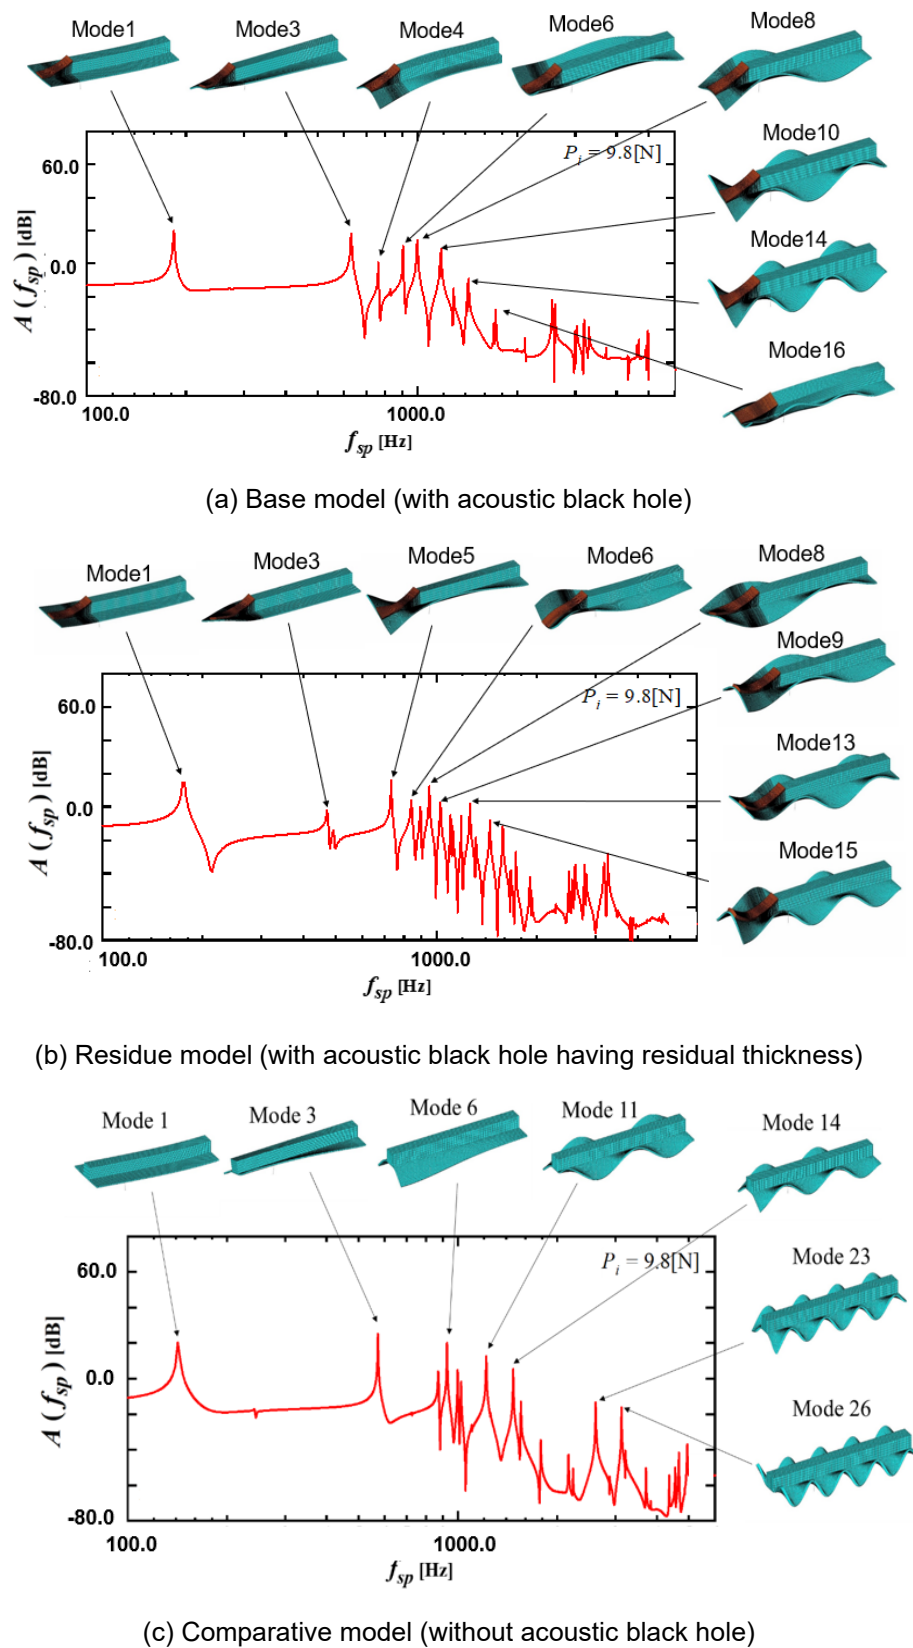 Mode1
Mode3
Mode4
Mode6
Mode8
Mode10
Mode14
Mode16
P_i = 9.8[N]
A(f_sp) [dB]
60.0
0.0
-80.0
100.0
1000.0
f_sp [Hz]
(a) Base model (with acoustic black hole)
Mode1
Mode3
Mode5
Mode6
Mode8
Mode9
Mode13
Mode15
P_i = 9.8[N]
A(f_sp) [dB]
60.0
0.0
-80.0
100.0
1000.0
f_sp [Hz]
(b) Residue model (with acoustic black hole having residual thickness)
Mode 1
Mode 3
Mode 6
Mode 11
Mode 14
Mode 23
Mode 26
P_i = 9.8[N]
A(f_sp) [dB]
60.0
0.0
-80.0
100.0
1000.0
f_sp [Hz]
(c) Comparative model (without acoustic black hole)